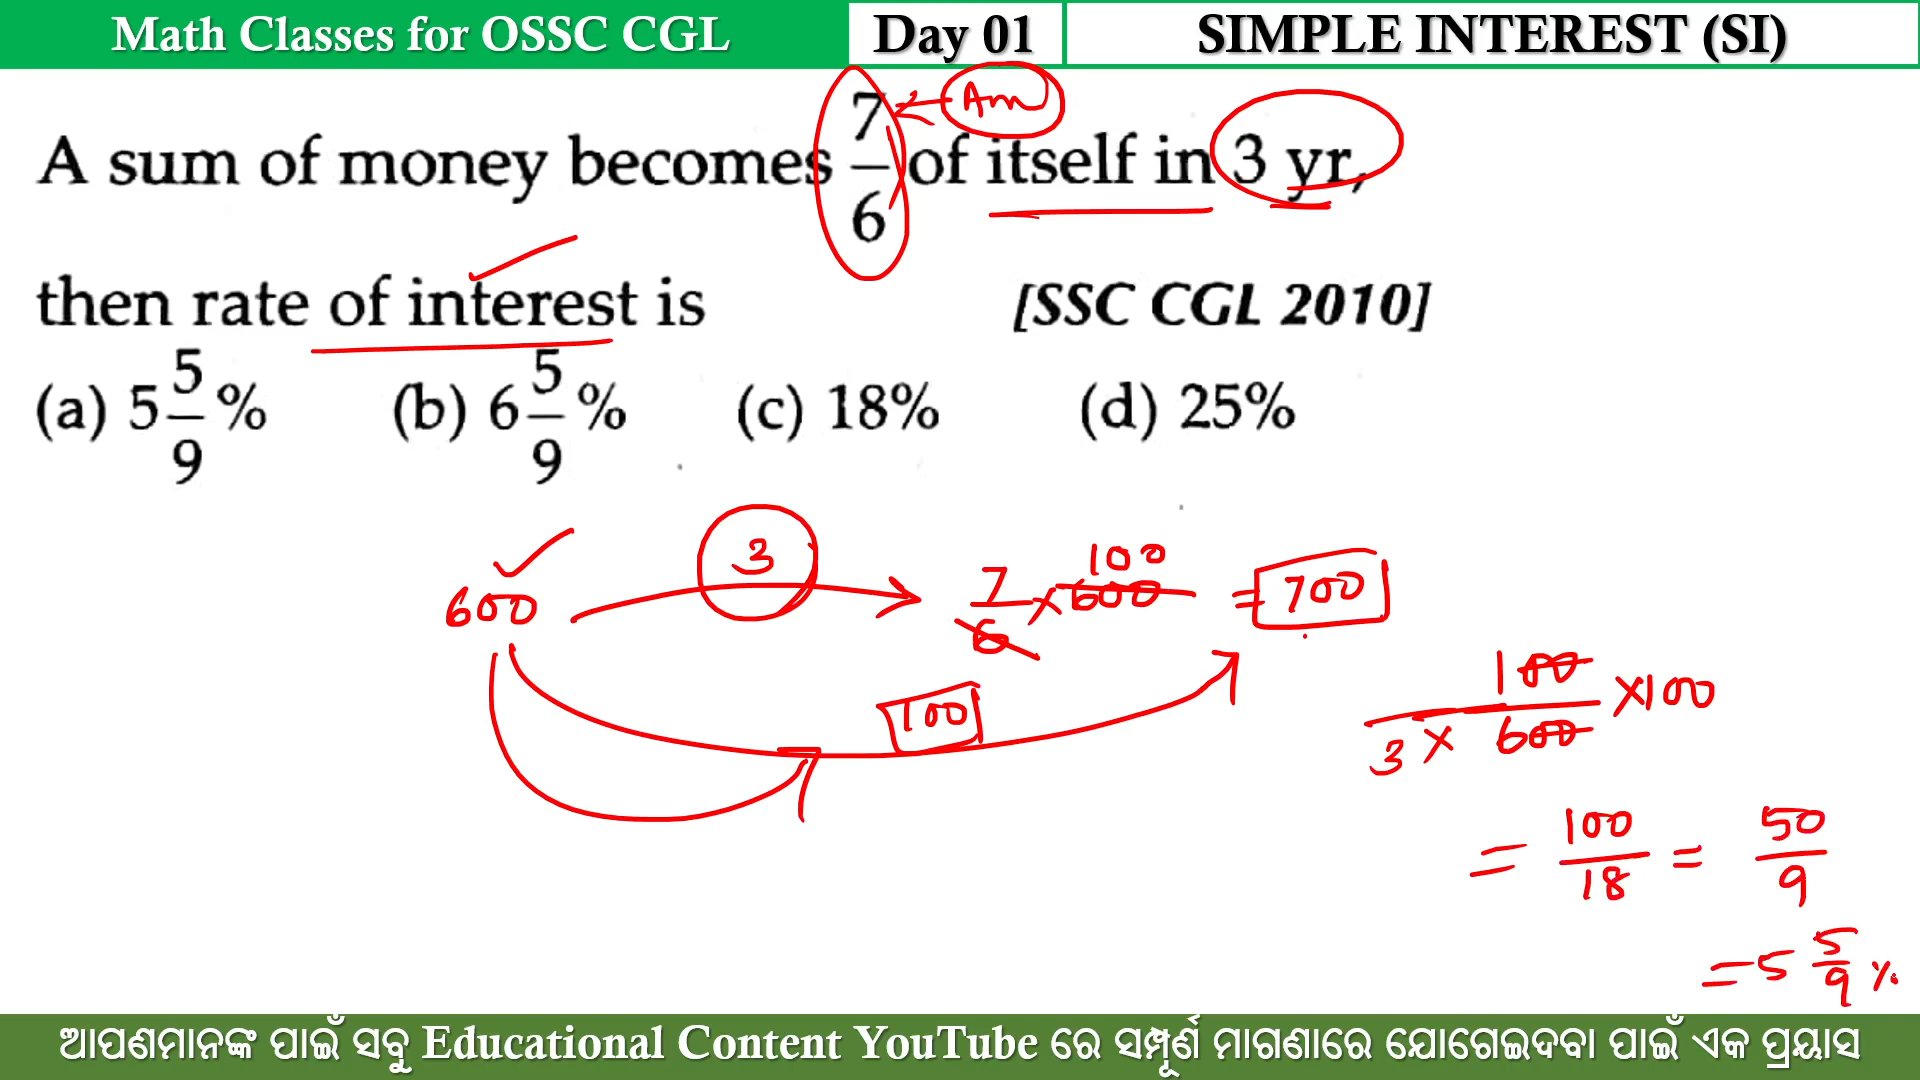 Math Classes for OSSC CGL Day 01 SIMPLE INTEREST (SI)
A sum of money becomes 7/6 of itself in 3 yr,
Am
then rate of interest is [SSC CGL 2010]
(a) 5 5/9 % (b) 6 5/9 % (c) 18% (d) 25%
600 3 7/6 × 600 100 = 700
100
100/3 × 600 × 100
= 100/18 = 50/9
= 5 5/9 %
ଆପଣମାନଙ୍କ ପାଇଁ ସବୁ Educational Content YouTube ରେ ସମ୍ପୂର୍ଣ ମାଗଣାରେ ଯୋଗେଇଦବା ପାଇଁ ଏକ ପ୍ରୟାସ